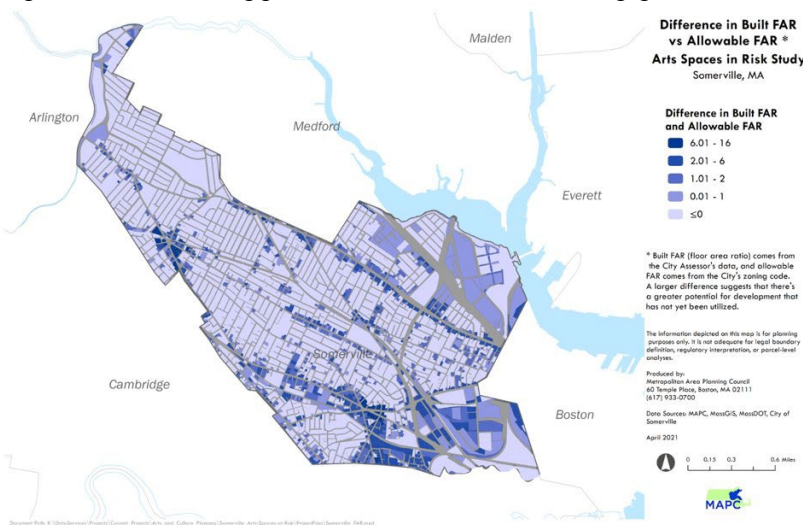 Difference in Built FAR
vs Allowable FAR *
Arts Spaces in Risk Study
Somerville, MA
Malden
Arlington
Medford
Everett
Somerville
Cambridge
Boston
Difference in Built FAR
and Allowable FAR
6.01 - 16
2.01 - 6
1.01 - 2
0.01 - 1
≤0
* Built FAR (floor area ratio) comes from
the City Assessor's data, and allowable
FAR comes from the City's zoning code.
A larger difference suggests that there's
a greater potential for development that
has not yet been utilized.
The information depicted on this map is for planning
purposes only. It is not adequate for legal boundary
definition, regulatory interpretation, or parcel-level
analyses.
Produced by:
Metropolitan Area Planning Council
60 Temple Place, Boston, MA 02111
(617) 933-0700
Data Sources: MAPC, MassGIS, MassDOT, City of
Somerville
April 2021
0 0.15 0.3 0.6 Miles
MAPC